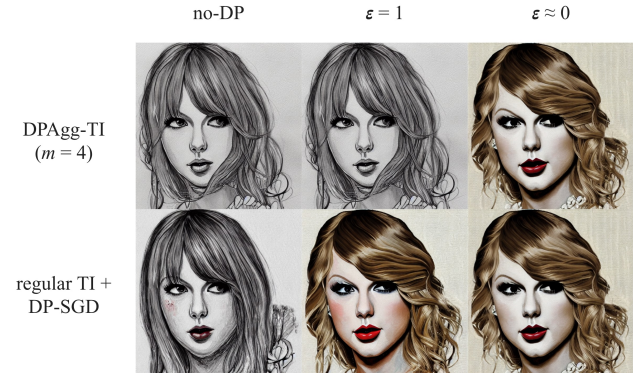 no-DP
ε = 1
ε ≈ 0
DPAgg-TI
(m = 4)
regular TI +
DP-SGD